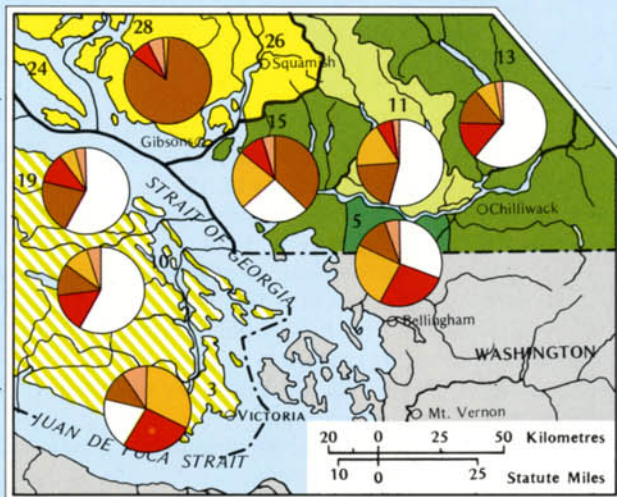 28
26
24
Squamish
13
11
Gibsons
15
19
STRAIT OF GEORGIA
Chilliwack
5
10
Bellingham
WASHINGTON
3
VICTORIA
Mt. Vernon
JUAN DE FUCA STRAIT
20 0 50 Kilometres
10 0 25 Statute Miles